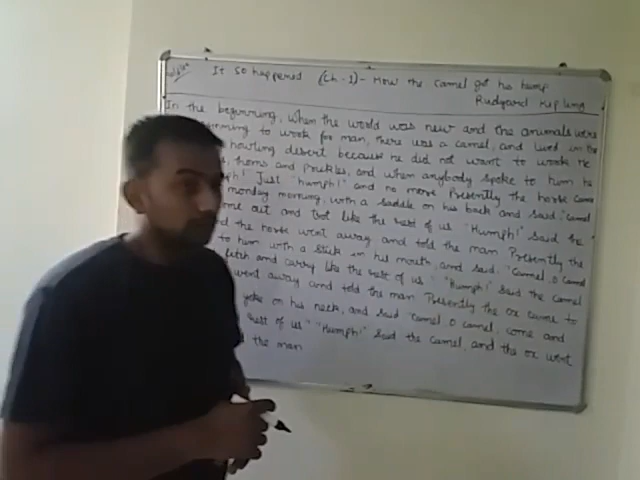 It so happened (Ch-1)- How the camel got his hump
Rudyard Kipling
In the beginning, when the world was new and the animals were
to work for man, there was a camel, and lived in the
howling desert because he did not want to work. He
thorns and prickles, and when anybody spoke to him he
Just "humph!" and no more Presently the horse came
monday morning, with a saddle on his back and said. "Camel
out and trot like the rest of us "Humph!" said the
the horse went away and told the man Presently the
to him with a stick in his mouth, and said. "Camel, O camel
fetch and carry like the rest of us "Humph! said the camel
went away and told the man Presently the ox came to
yoke on his neck, and said "camel, O camel, come and
rest of us" "Humph!" said the camel, and the ox went
the man